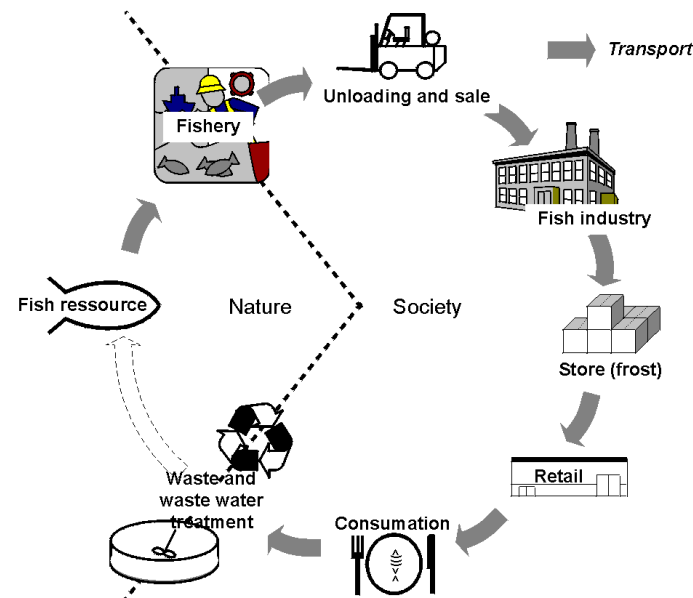 Transport
Unloading and sale
Fishery
Fish industry
Fish ressource
Nature
Society
Store (frost)
Retail
Waste and
waste water
treatment
Consumation